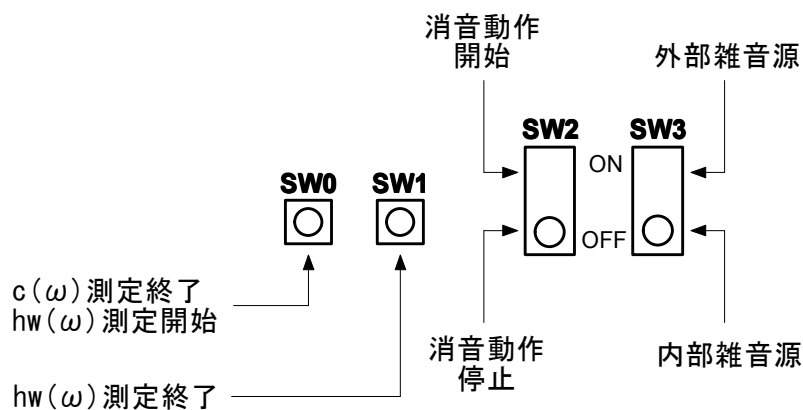 消音動作
開始
外部雑音源
SW2
SW3
ON
SW0
SW1
OFF
c(ω)測定終了
hw(ω)測定開始
消音動作
停止
内部雑音源
hw(ω)測定終了